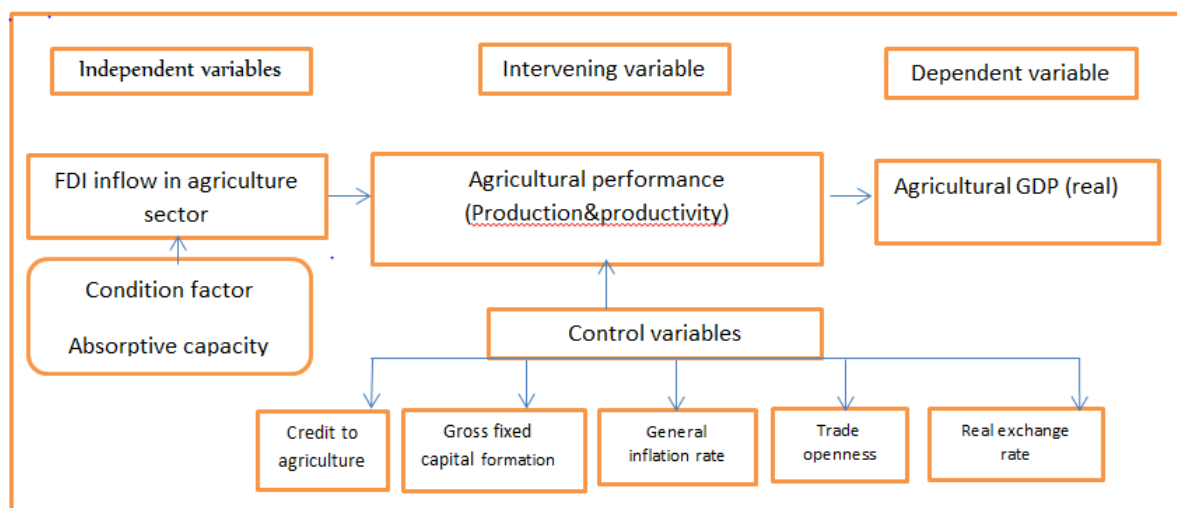 Independent variables
Intervening variable
Dependent variable
FDI inflow in agriculture
sector
Agricultural performance
(Production&productivity)
Agricultural GDP (real)
Condition factor
Absorptive capacity
Control variables
Credit to
agriculture
Gross fixed
capital formation
General
inflation rate
Trade
openness
Real exchange
rate